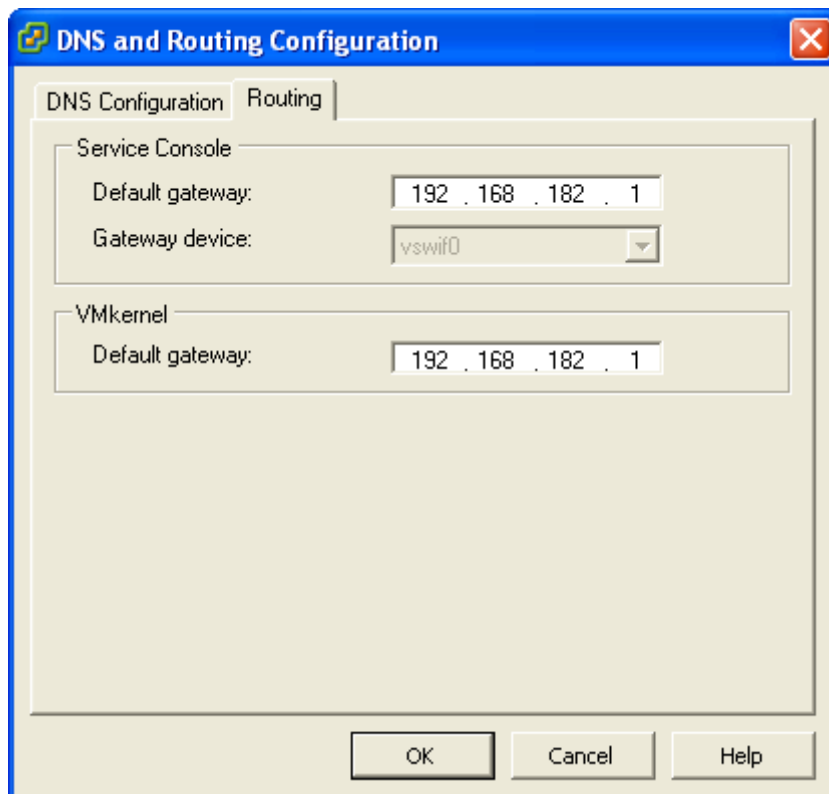 DNS and Routing Configuration
DNS Configuration Routing
Service Console
Default gateway: 192 . 168 . 182 . 1
Gateway device: vswif0
VMkernel
Default gateway: 192 . 168 . 182 . 1
OK Cancel Help